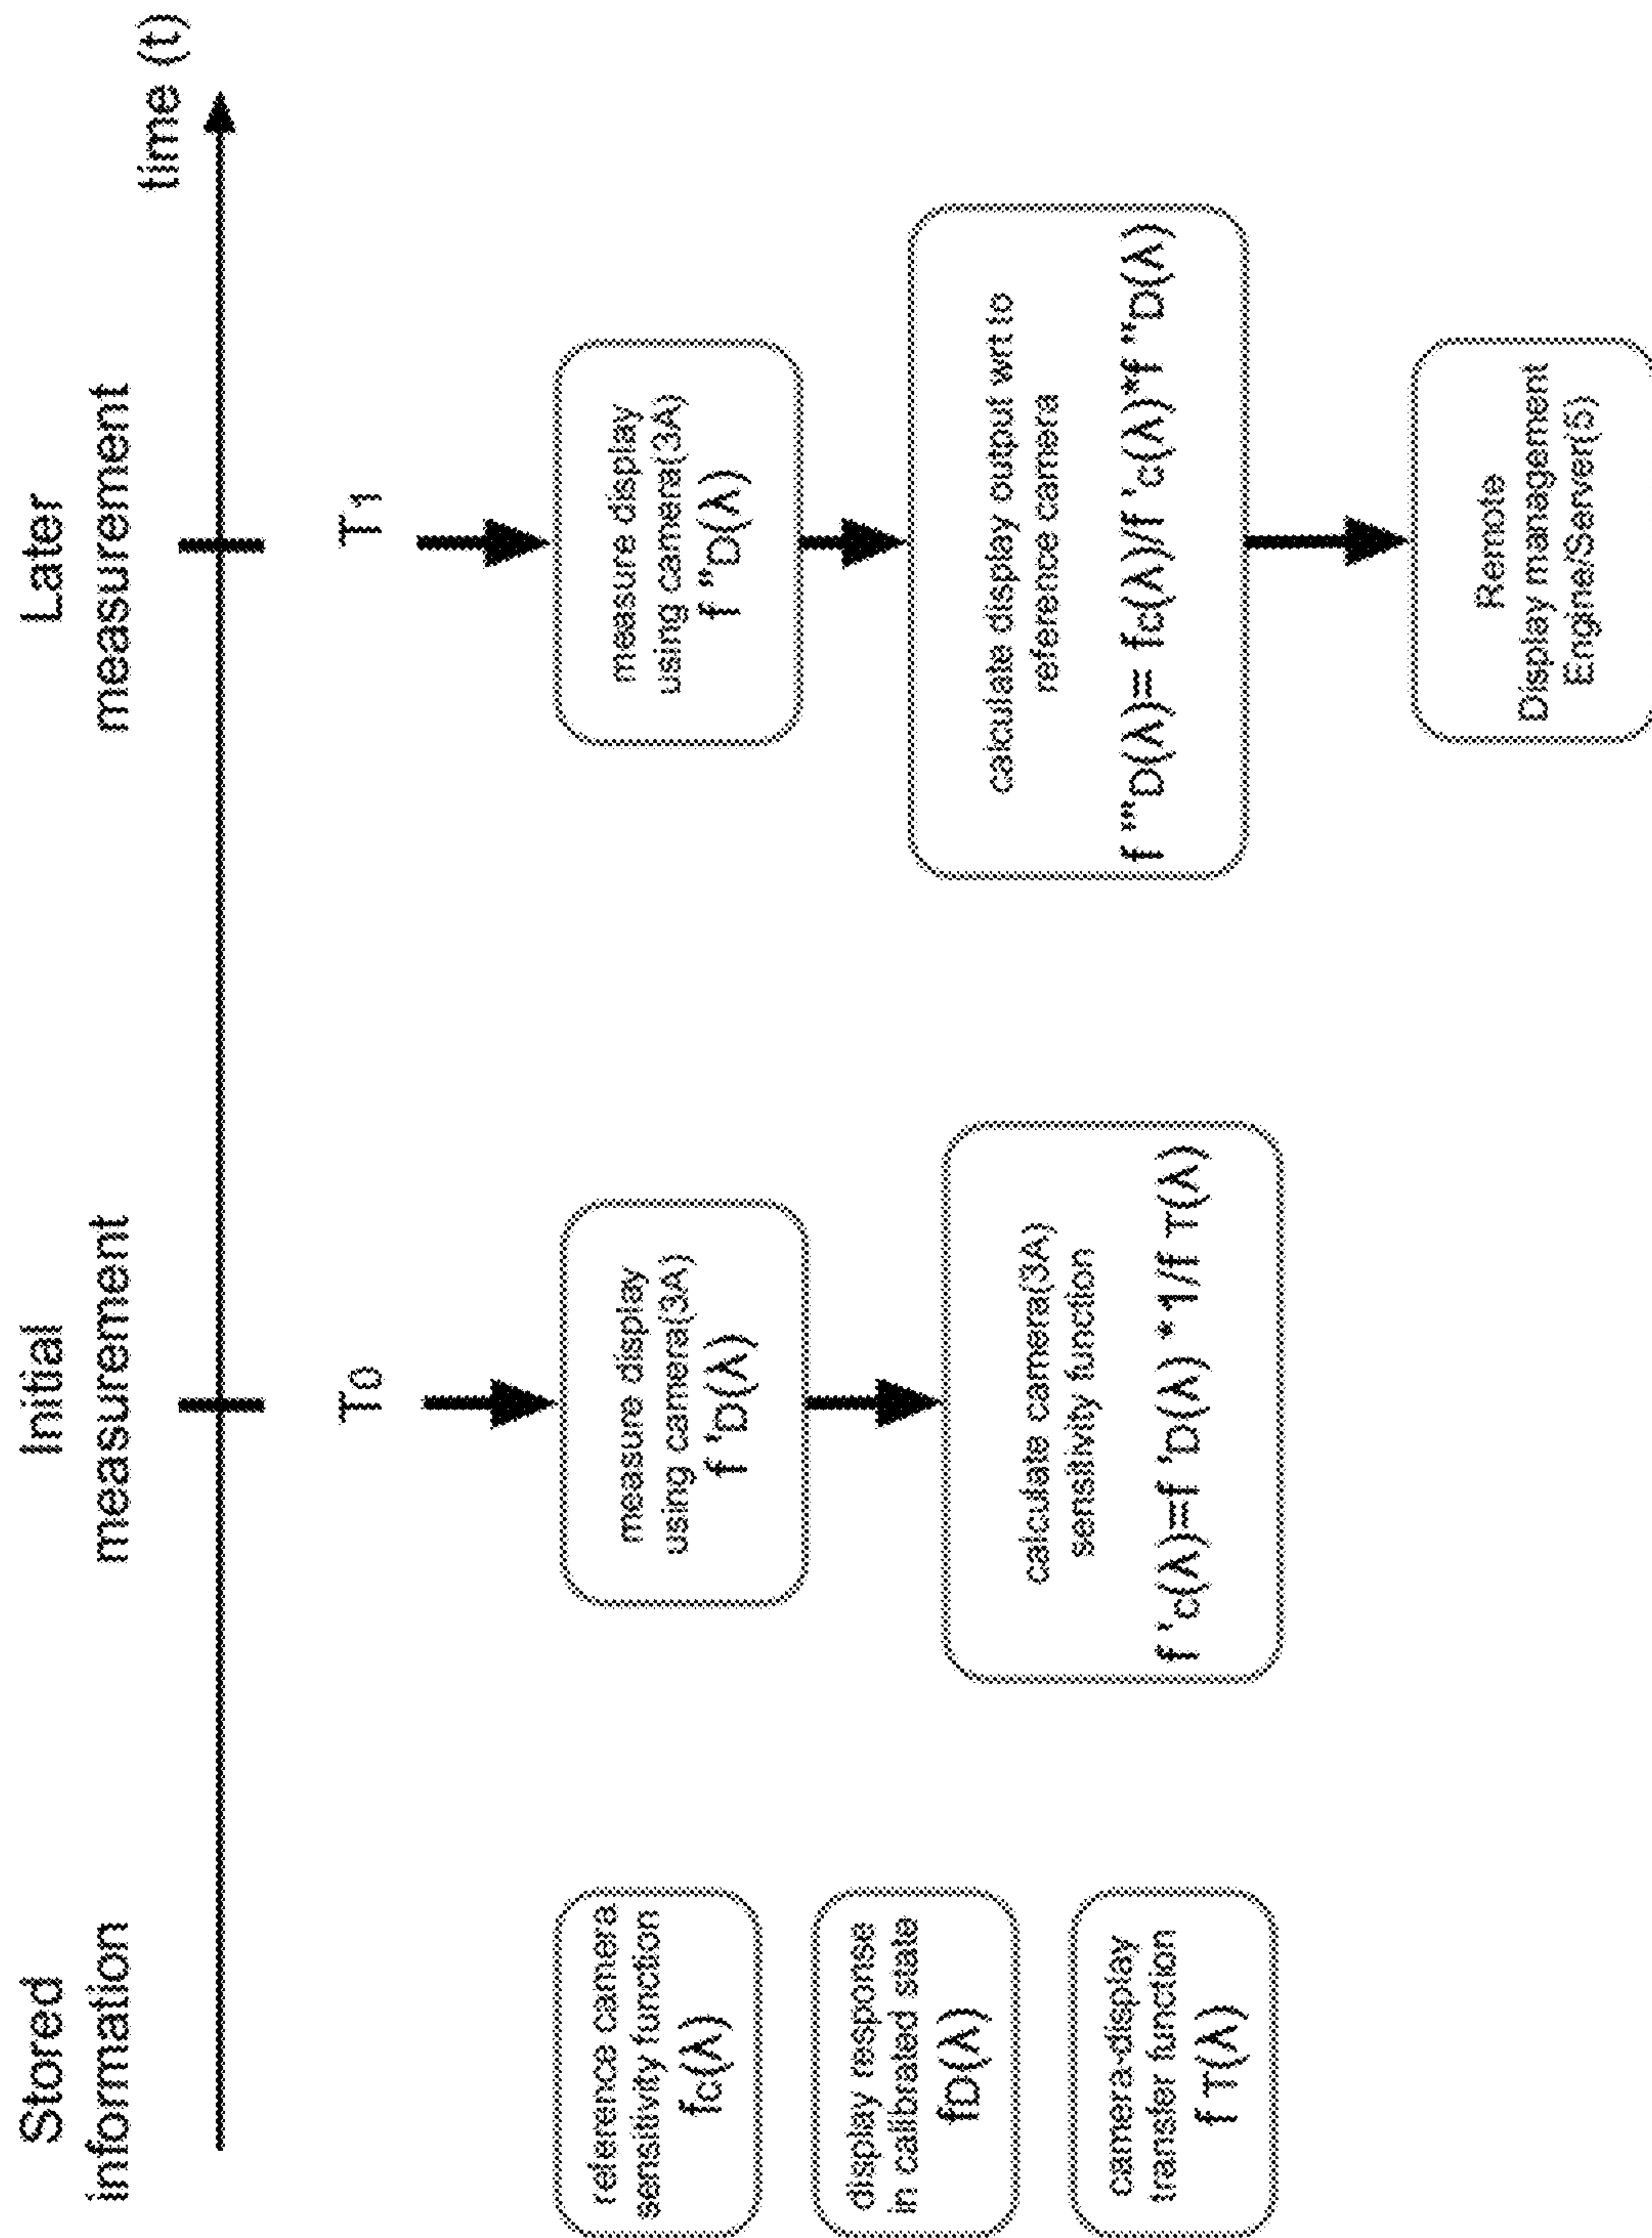 Stored
information
Initial
measurement
Later
measurement
time (t)
T0
T1
reference camera
sensitivity function
fC(λ)
display response
in calibrated state
fD(λ)
camera-display
transfer function
f T(λ)
measure display
using camera(3A)
f 'D(λ)
calculate camera(3A)
sensitivity function
f 'C(λ)=f 'D(λ) * 1/f T(λ)
measure display
using camera(3A)
f "D(λ)
calculate display output wrt to
reference camera
f "'D(λ)= fC(λ)/f 'C(λ)*f "D(λ)
Remote
Display management
Engine/Server(5)